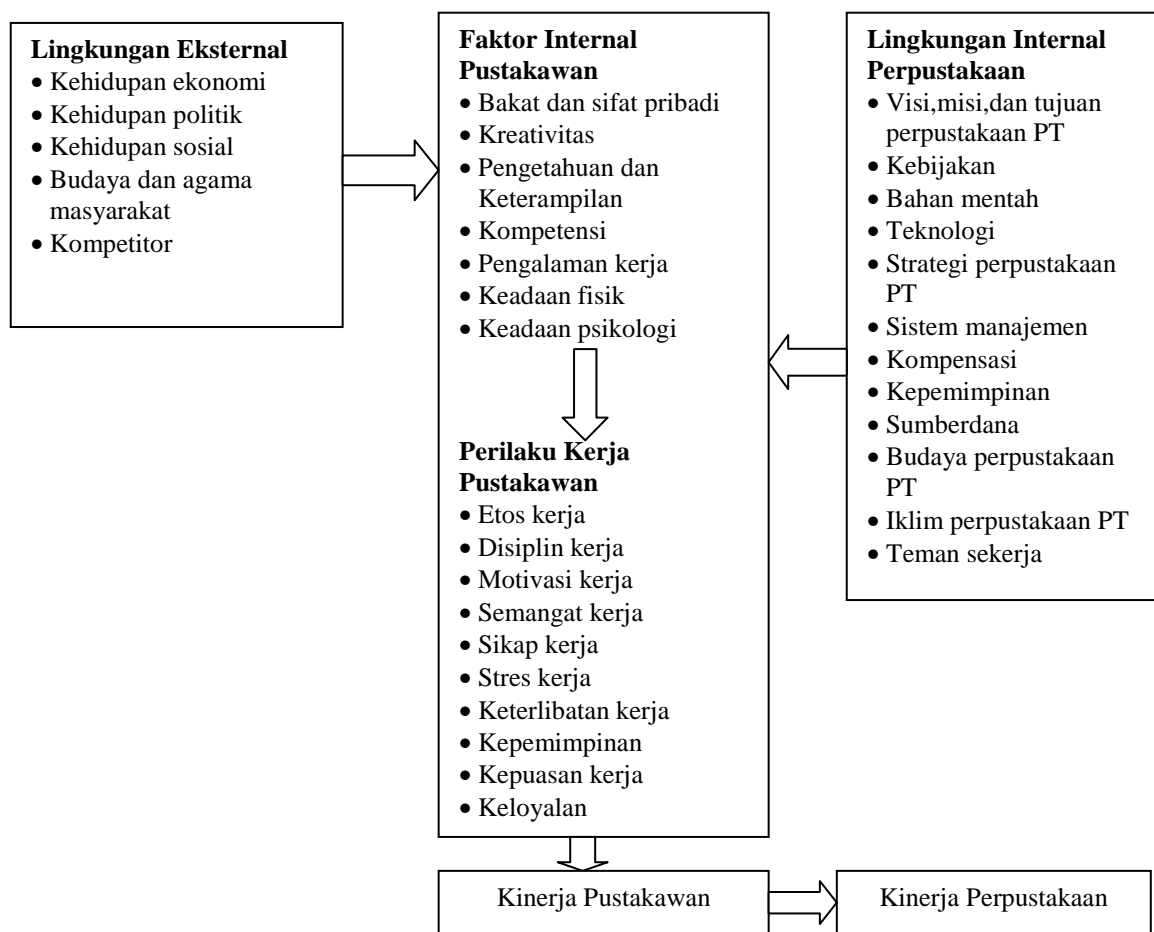 Lingkungan Eksternal
• Kehidupan ekonomi
• Kehidupan politik
• Kehidupan sosial
• Budaya dan agama
masyarakat
• Kompetitor
Faktor Internal
Pustakawan
• Bakat dan sifat pribadi
• Kreativitas
• Pengetahuan dan
Keterampilan
• Kompetensi
• Pengalaman kerja
• Keadaan fisik
• Keadaan psikologi
Perilaku Kerja
Pustakawan
• Etos kerja
• Disiplin kerja
• Motivasi kerja
• Semangat kerja
• Sikap kerja
• Stres kerja
• Keterlibatan kerja
• Kepemimpinan
• Kepuasan kerja
• Keloyalan
Lingkungan Internal
Perpustakaan
• Visi,misi,dan tujuan
perpustakaan PT
• Kebijakan
• Bahan mentah
• Teknologi
• Strategi perpustakaan
PT
• Sistem manajemen
• Kompensasi
• Kepemimpinan
• Sumberdana
• Budaya perpustakaan
PT
• Iklim perpustakaan PT
• Teman sekerja
Kinerja Pustakawan
Kinerja Perpustakaan